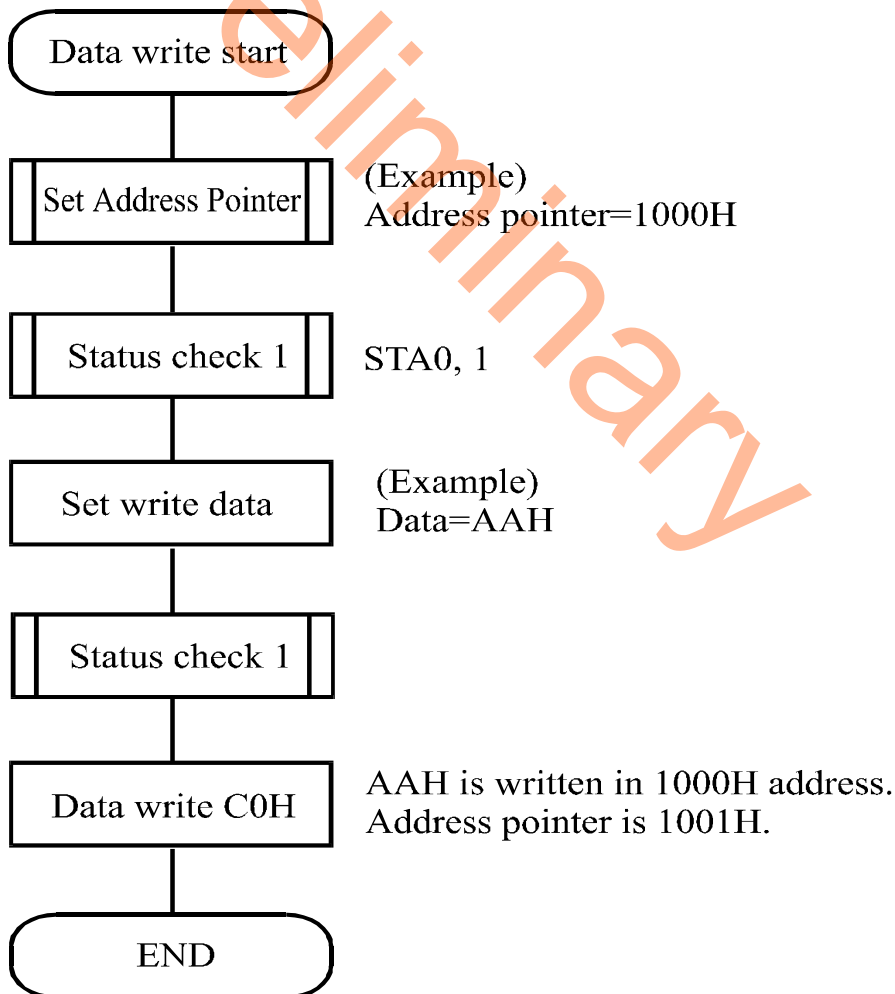 Data write start
Set Address Pointer
(Example)
Address pointer=1000H
Status check 1
STA0, 1
Set write data
(Example)
Data=AAH
Status check 1
Data write C0H
AAH is written in 1000H address.
Address pointer is 1001H.
END
eliminary